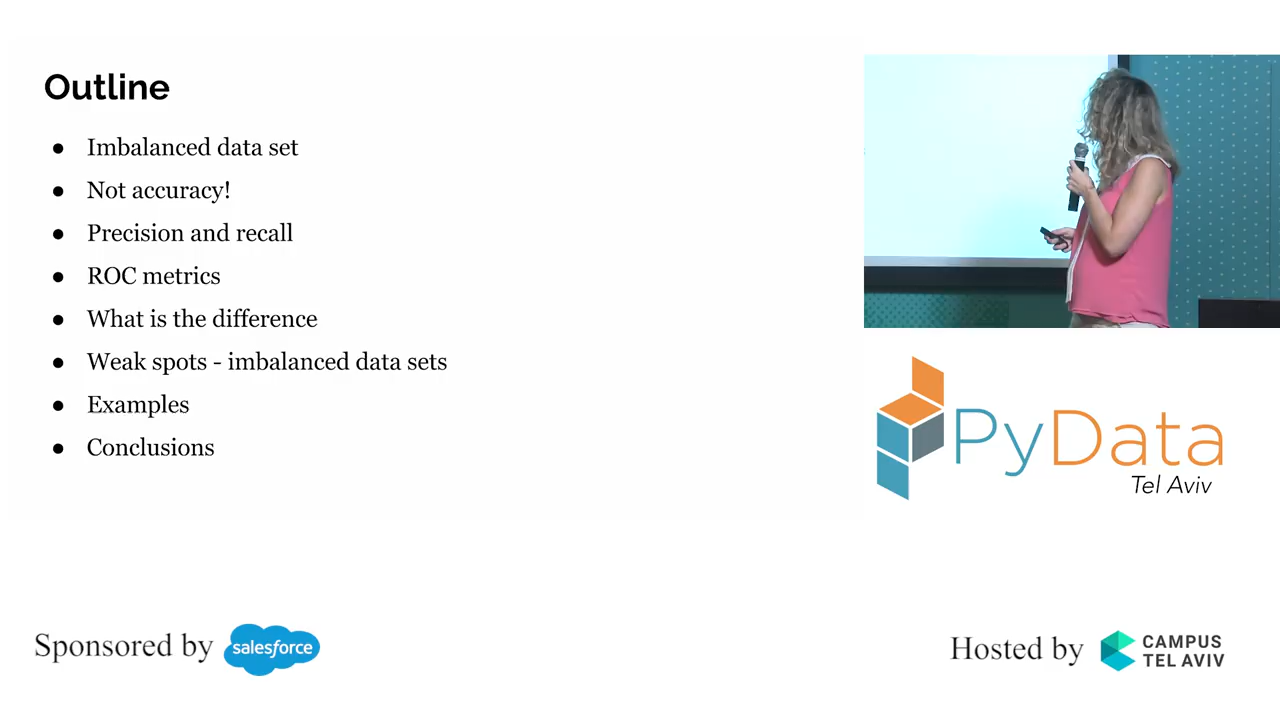 Outline
● Imbalanced data set
● Not accuracy!
● Precision and recall
● ROC metrics
● What is the difference
● Weak spots - imbalanced data sets
● Examples
● Conclusions
PyData
Tel Aviv
Sponsored by salesforce
Hosted by CAMPUS
TEL AVIV